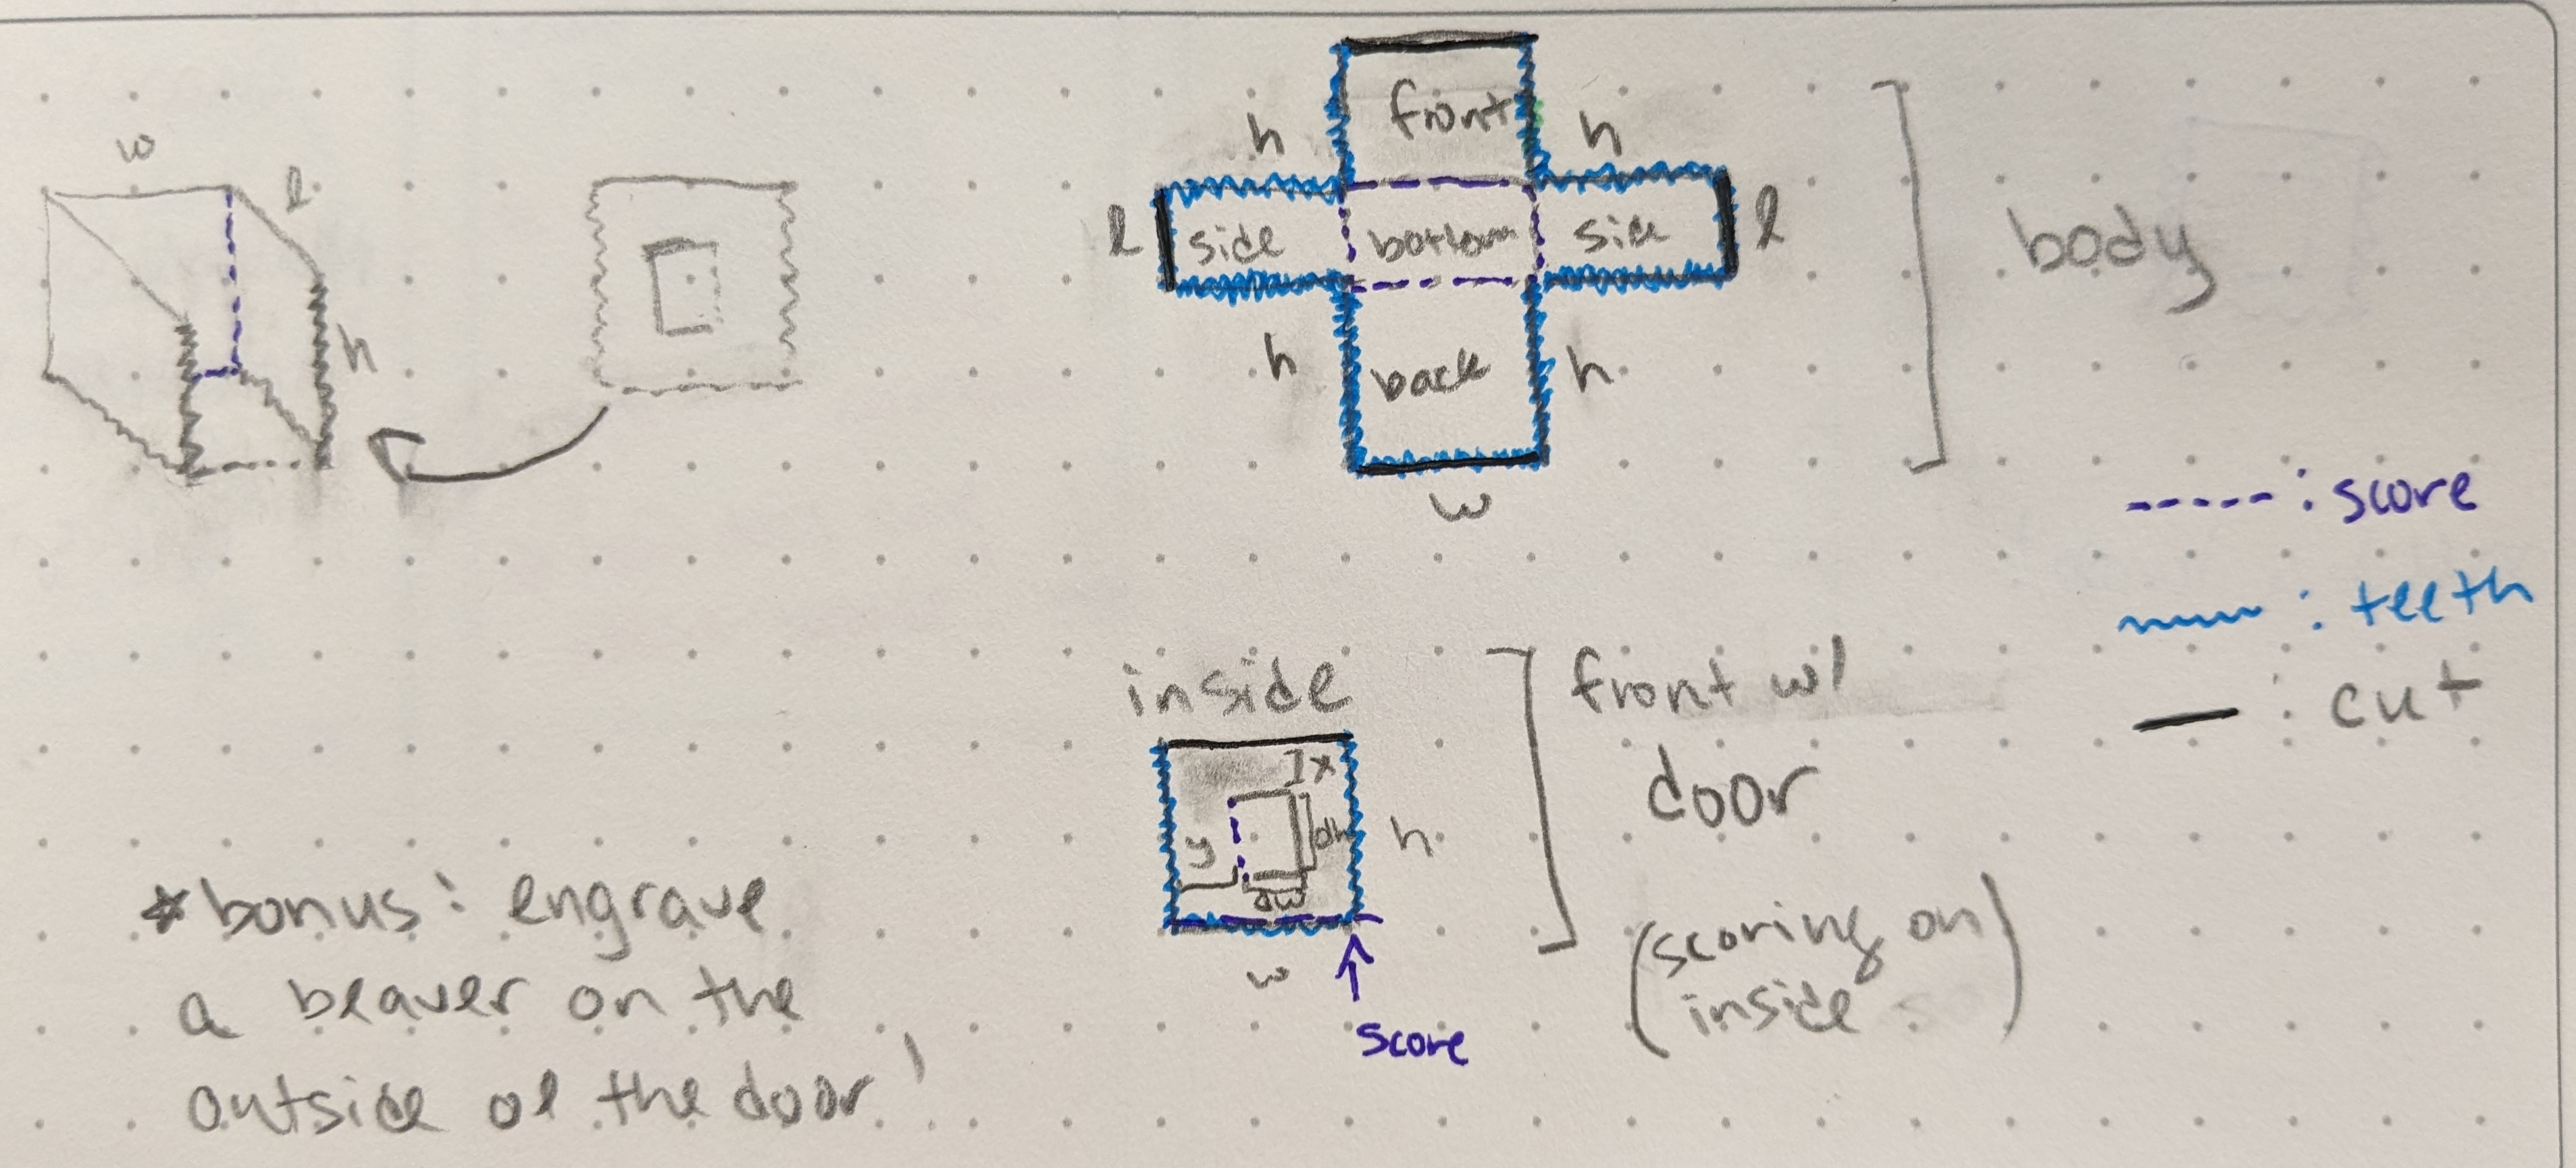 w
l
h
front
h
h
l
side
bottom
side
l
h
back
h
w
body
score
teeth
cut
inside
front w/
door
x
y
dh
h
dw
w
score
(scoring on
inside)
*bonus: engrave
a beaver on the
outside of the door!